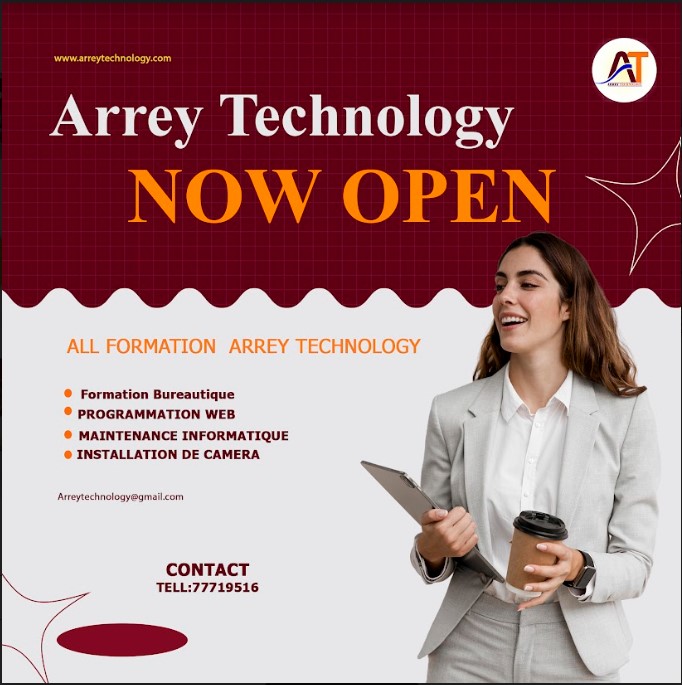 www.arreytechnology.com
AT
Arrey Technology
NOW OPEN
ALL FORMATION ARREY TECHNOLOGY
Formation Bureautique
PROGRAMMATION WEB
MAINTENANCE INFORMATIQUE
INSTALLATION DE CAMERA
Arreytechnology@gmail.com
CONTACT
TELL:77719516